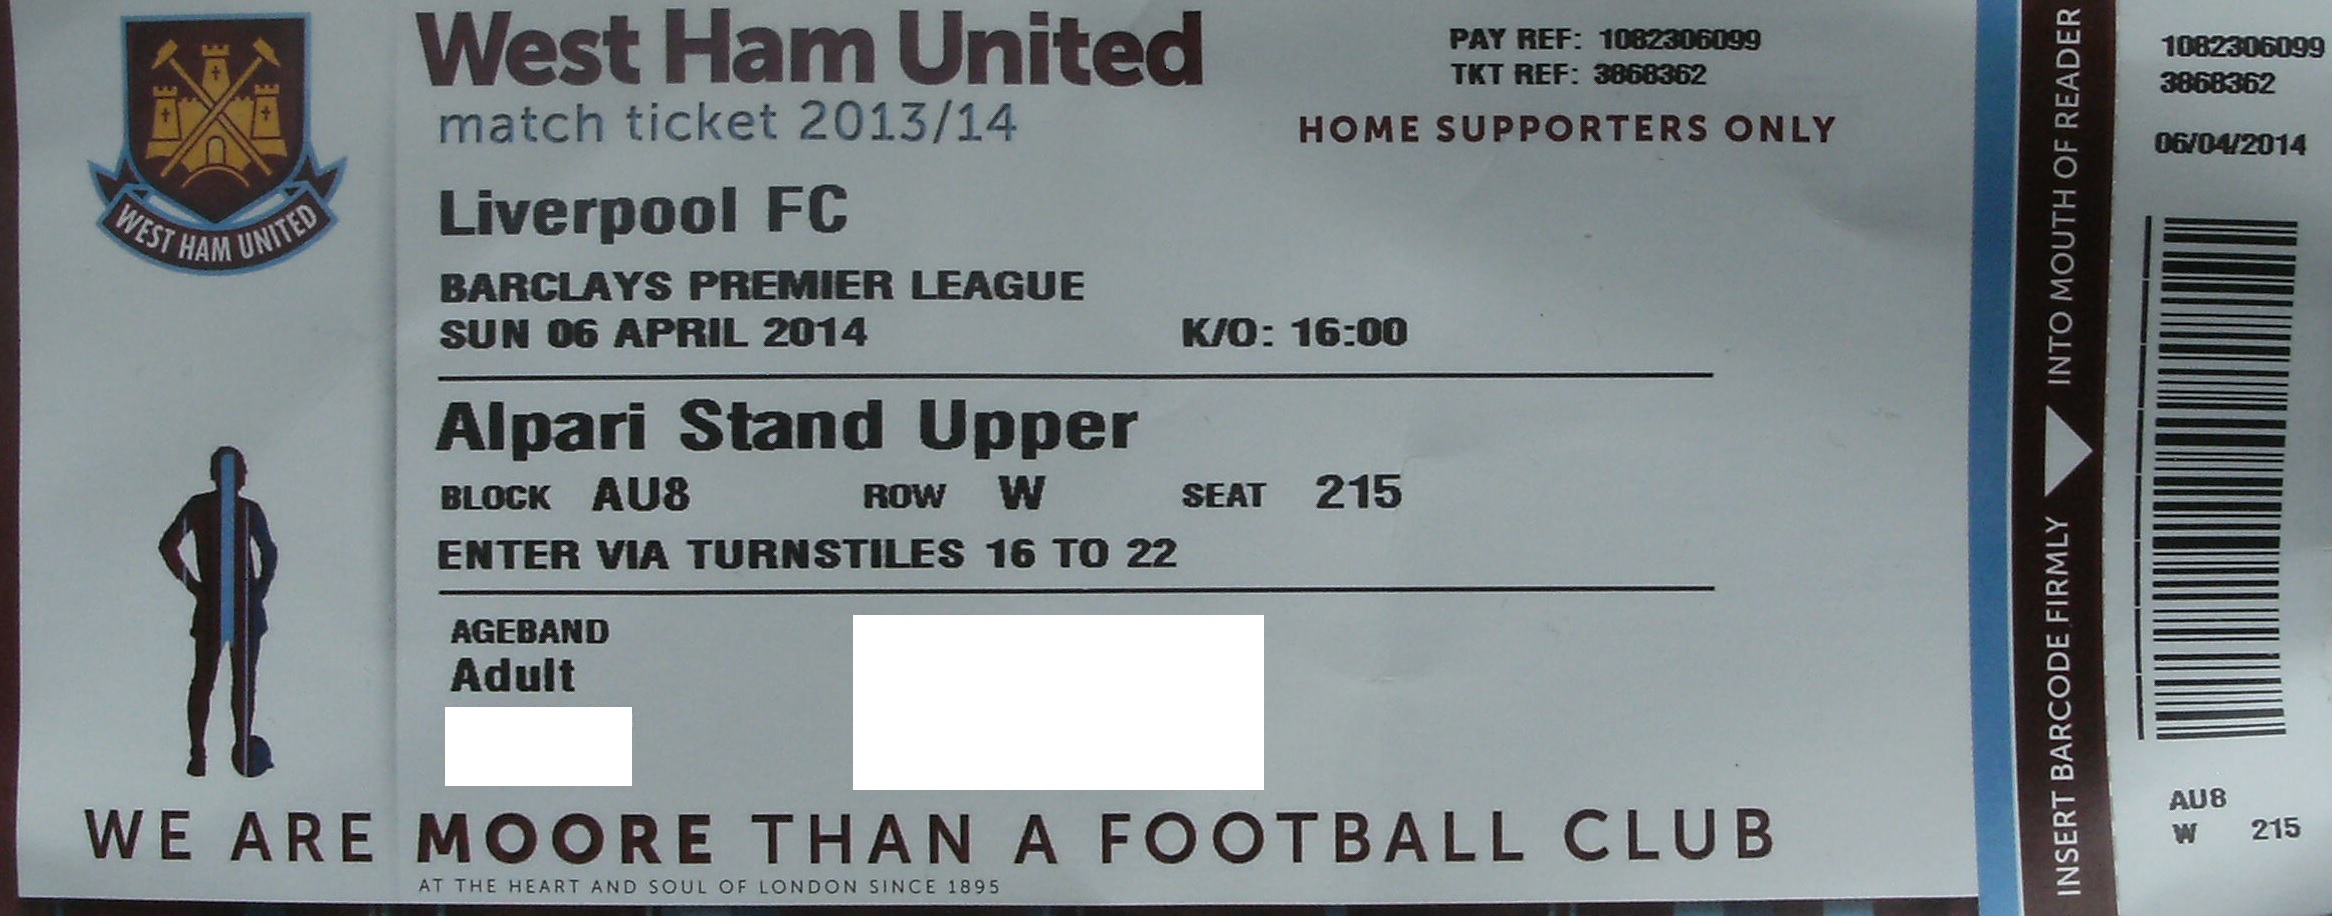 West Ham United
match ticket 2013/14
PAY REF: 1082306099
TKT REF: 3868362
HOME SUPPORTERS ONLY
WEST HAM UNITED
Liverpool FC
BARCLAYS PREMIER LEAGUE
SUN 06 APRIL 2014 K/O: 16:00
Alpari Stand Upper
BLOCK AU8 ROW W SEAT 215
ENTER VIA TURNSTILES 16 TO 22
AGEBAND
Adult
WE ARE MOORE THAN A FOOTBALL CLUB
AT THE HEART AND SOUL OF LONDON SINCE 1895
INSERT BARCODE FIRMLY INTO MOUTH OF READER
1082306099
3868362
06/04/2014
AU8
W 215